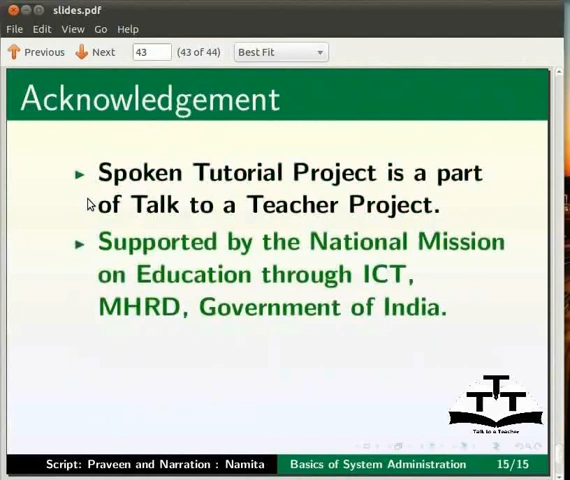 slides.pdf
File Edit View Go Help
Previous Next 43 (43 of 44) Best Fit
Acknowledgement
Spoken Tutorial Project is a part
of Talk to a Teacher Project.
Supported by the National Mission
on Education through ICT,
MHRD, Government of India.
TTT
Talk to a Teacher
Script: Praveen and Narration : Namita Basics of System Administration 15/15